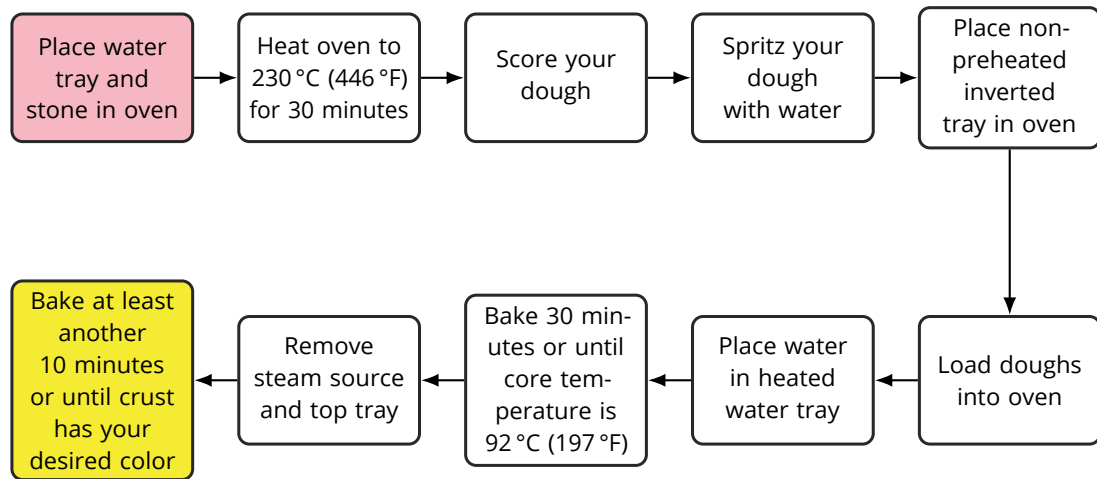 Place water
tray and
stone in oven
Heat oven to
230 °C (446 °F)
for 30 minutes
Score your
dough
Spritz your
dough
with water
Place non-
preheated
inverted
tray in oven
Load doughs
into oven
Place water
in heated
water tray
Bake 30 min-
utes or until
core tem-
perature is
92 °C (197 °F)
Remove
steam source
and top tray
Bake at least
another
10 minutes
or until crust
has your
desired color